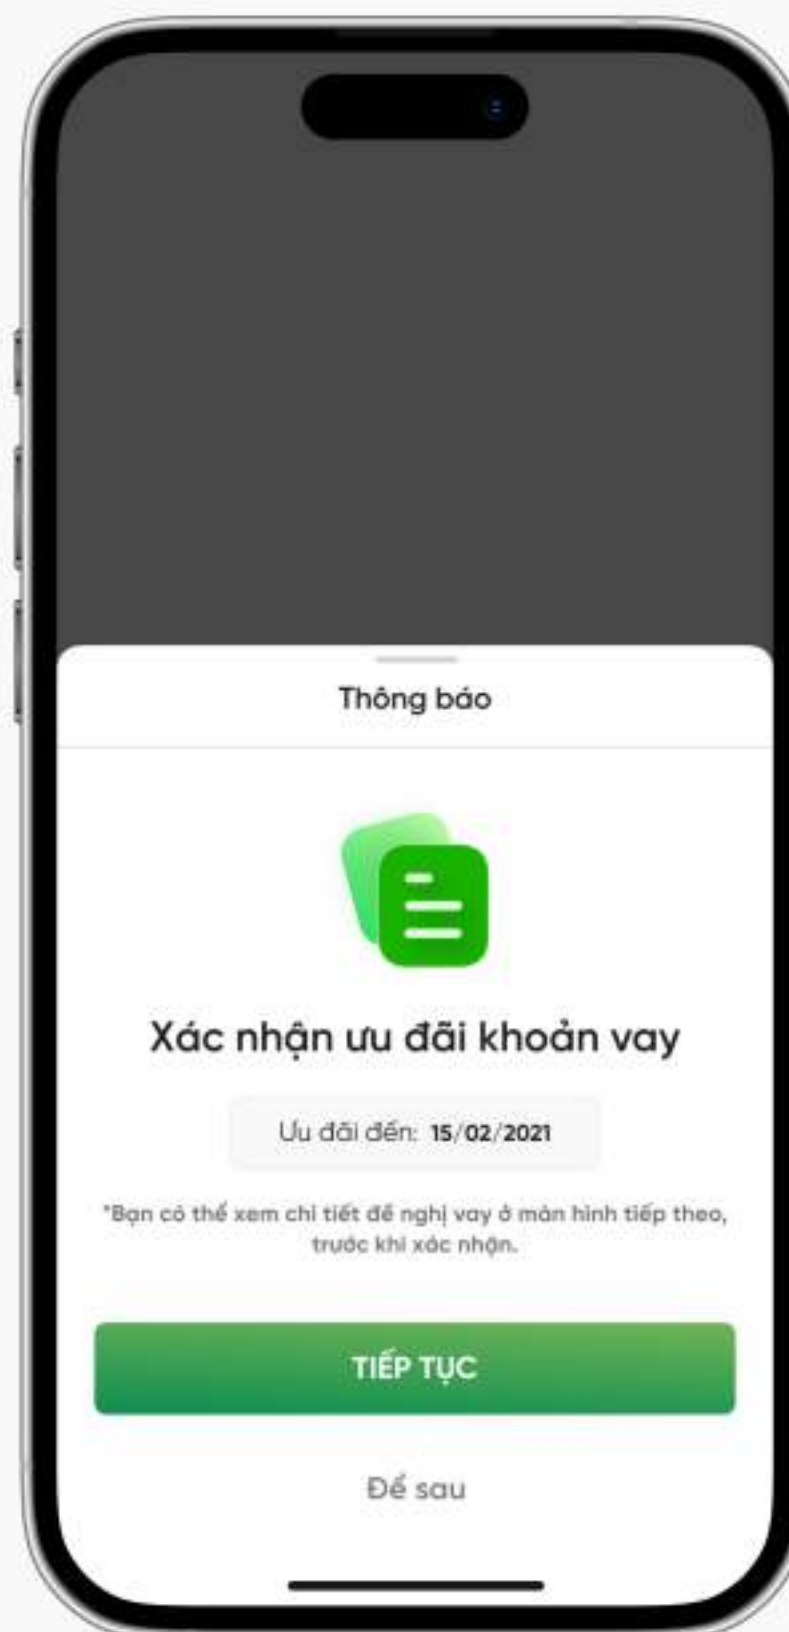 Thông báo
Xác nhận ưu đãi khoản vay
Ưu đãi đến: 15/02/2021
*Bạn có thể xem chi tiết đề nghị vay ở màn hình tiếp theo,
trước khi xác nhận.
TIẾP TỤC
Để sau